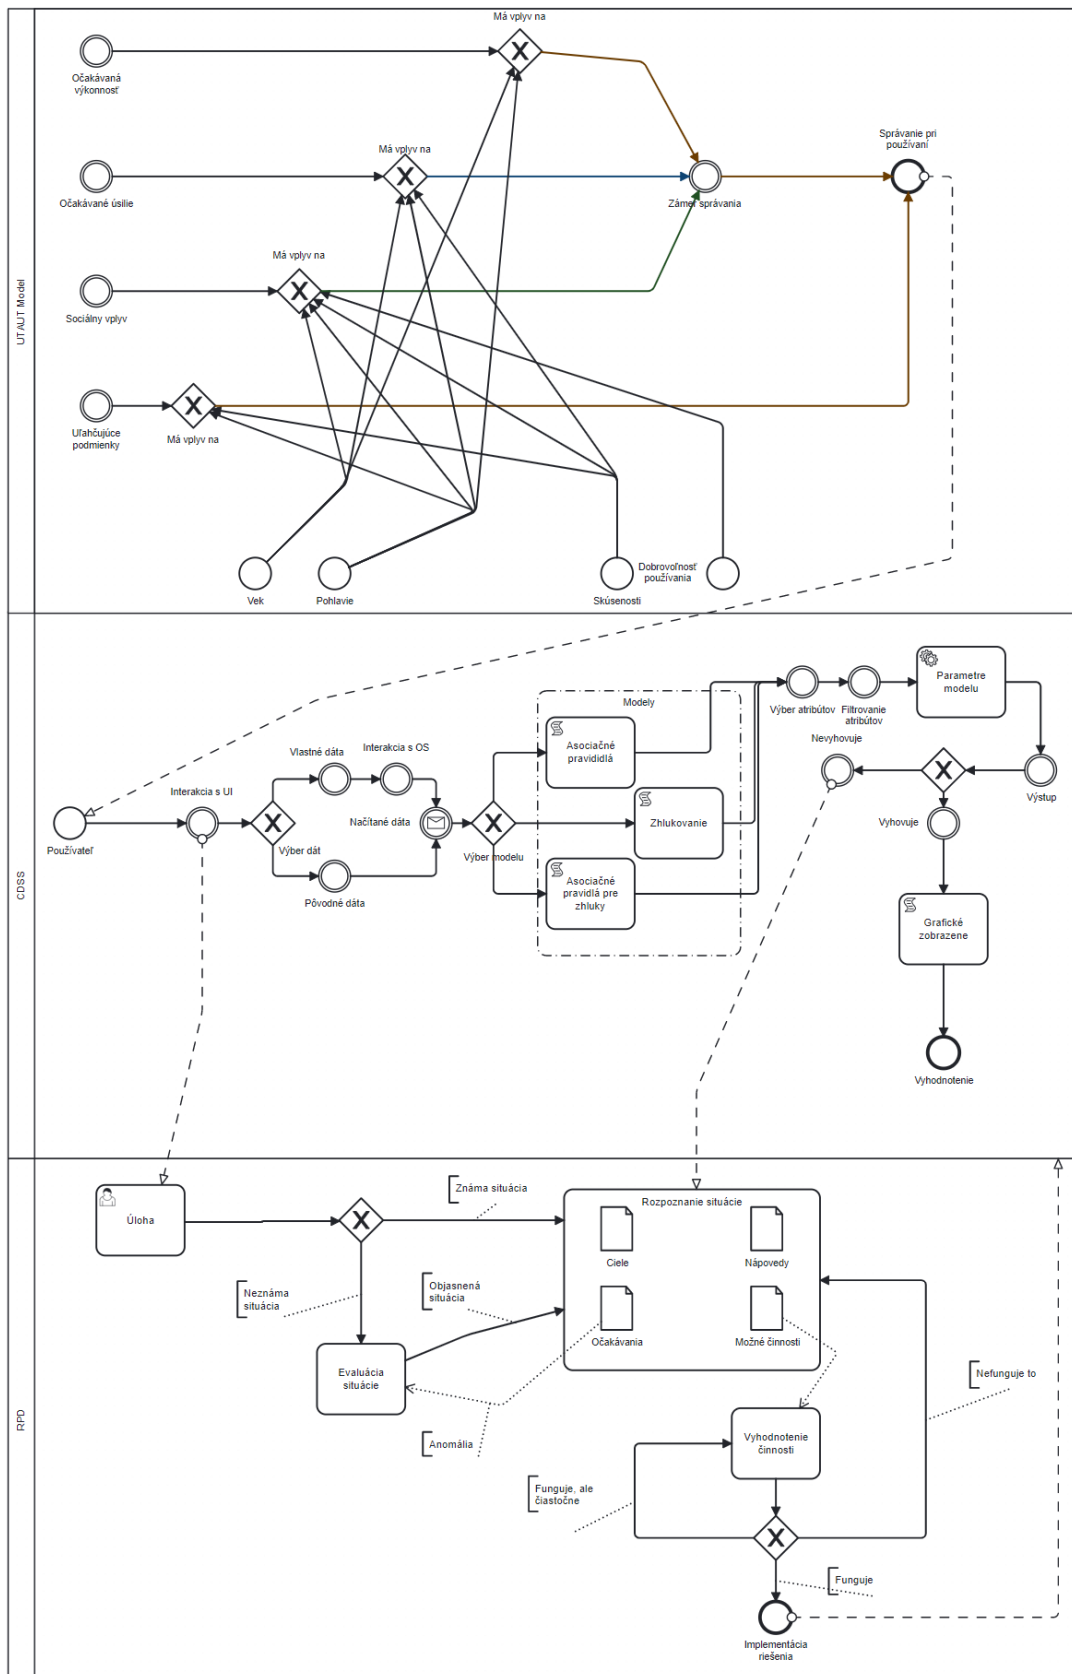 UTAUT Model
Má vplyv na
Očakávaná
výkonnosť
Správanie pri
používaní
Má vplyv na
Očakávané úsilie
Zámer správania
Má vplyv na
Sociálny vplyv
Uľahčujúce
podmienky
Má vplyv na
Vek
Pohlavie
Skúsenosti
Dobrovoľnosť
používania
CDSS
Modely
Parametre
modelu
Výber atribútov
Filtrovanie
atribútov
Nevyhovuje
Vlastné dáta
Interakcia s OS
Asociačné
pravididlá
Interakcia s UI
Výstup
Načítané dáta
Zhlukovanie
Vyhovuje
Používateľ
Výber dát
Výber modelu
Pôvodné dáta
Asociačné
pravidlá pre
zhluky
Grafické
zobrazene
Vyhodnotenie
RPD
Úloha
Známa situácia
Rozpoznanie situácie
Ciele
Nápovedy
Neznáma
situácia
Objasnená
situácia
Očakávania
Možné činnosti
Evaluácia
situácie
Nefunguje to
Anomália
Vyhodnotenie
činnosti
Funguje, ale
čiastočne
Funguje
Implementácia
riešenia